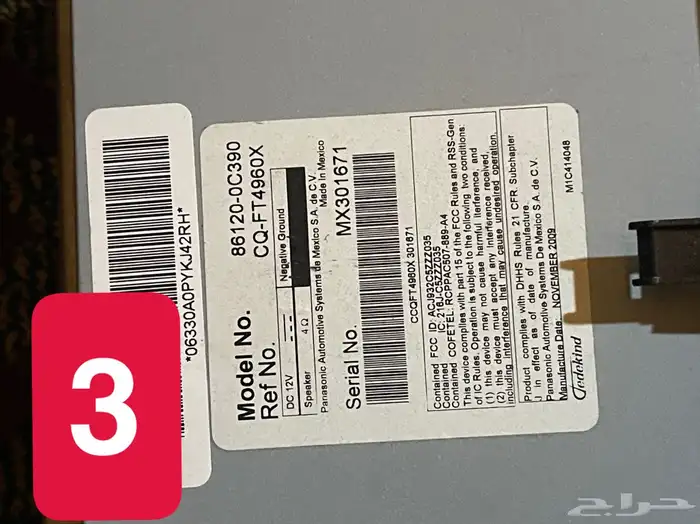 *06330A0PYKJ42RH*
Model No. 86120-0C390
Ref No. CQ-FT4960X
DC 12V Negative Ground
Speaker 4 Ω
Panasonic Automotive Systems de Mexico S.A. de C.V.
Made In Mexico
Serial No. MX301671
CCQFT4960X 301671
Contained FCC ID: ACJ932C5ZZZ035
Contained IC: 216J-C5ZZZ035
Contained COFETEL: RCPPAC507-889-A4
This device complies with part 15 of the FCC Rules and RSS-Gen
of IC Rules. Operation is subject to the following two conditions:
(1) this device may not cause harmful iterference, and
(2) this device must accept any interference received,
including interference that may cause undesired operation.
Product complies with DHHS Rules 21 CFR, Subchapter
J in effect as of date of manufacture.
Panasonic Automotive Systems De Mexico S.A. de C.V.
Manufacture Date: NOVEMBER 2009
M1C414048
3
حراج